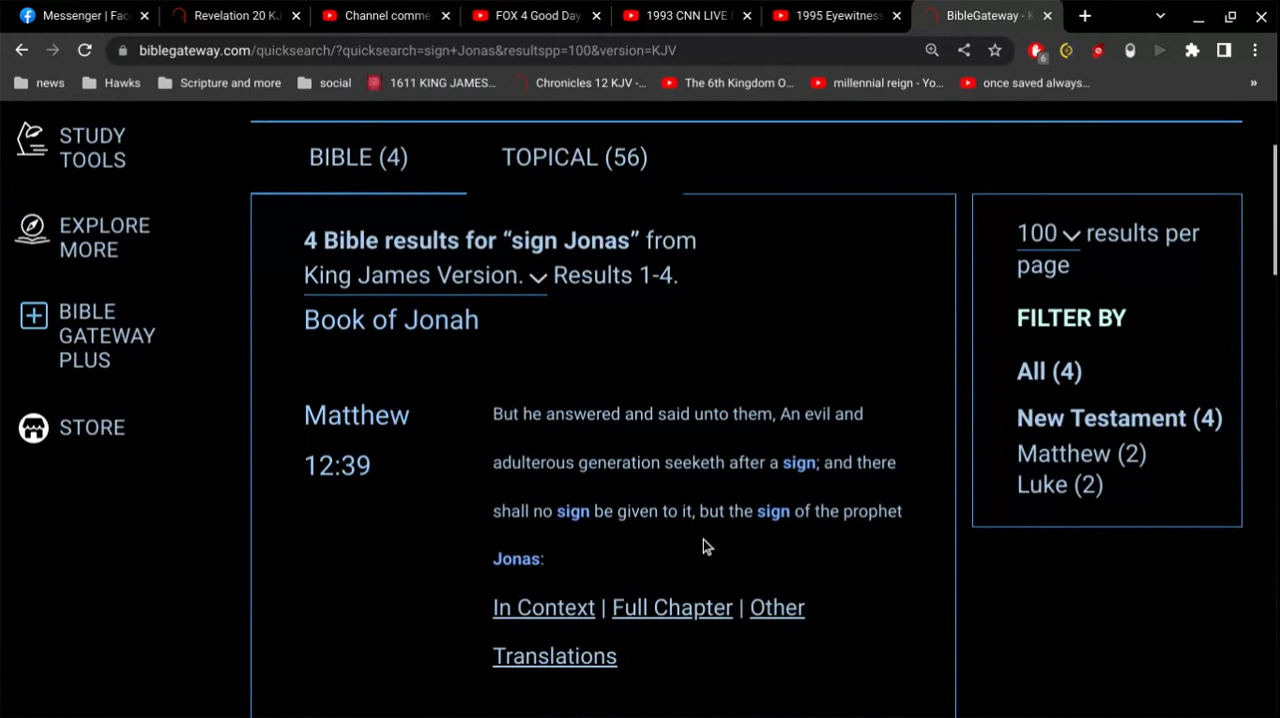 Messenger | Fac
Revelation 20 KJ
Channel comme
FOX 4 Good Day
1993 CNN LIVE
1995 Eyewitness
BibleGateway - K
biblegateway.com/quicksearch/?quicksearch=sign+Jonas&resultspp=100&version=KJV
6
news
Hawks
Scripture and more
social
1611 KING JAMES...
Chronicles 12 KJV -...
The 6th Kingdom O...
millennial reign - Yo...
once saved always...
»
STUDY
TOOLS
EXPLORE
MORE
BIBLE
GATEWAY
PLUS
STORE
BIBLE (4)
TOPICAL (56)
4 Bible results for “sign Jonas” from
King James Version. Results 1-4.
Book of Jonah
Matthew
12:39
But he answered and said unto them, An evil and
adulterous generation seeketh after a sign; and there
shall no sign be given to it, but the sign of the prophet
Jonas:
In Context | Full Chapter | Other
Translations
100 results per
page
FILTER BY
All (4)
New Testament (4)
Matthew (2)
Luke (2)